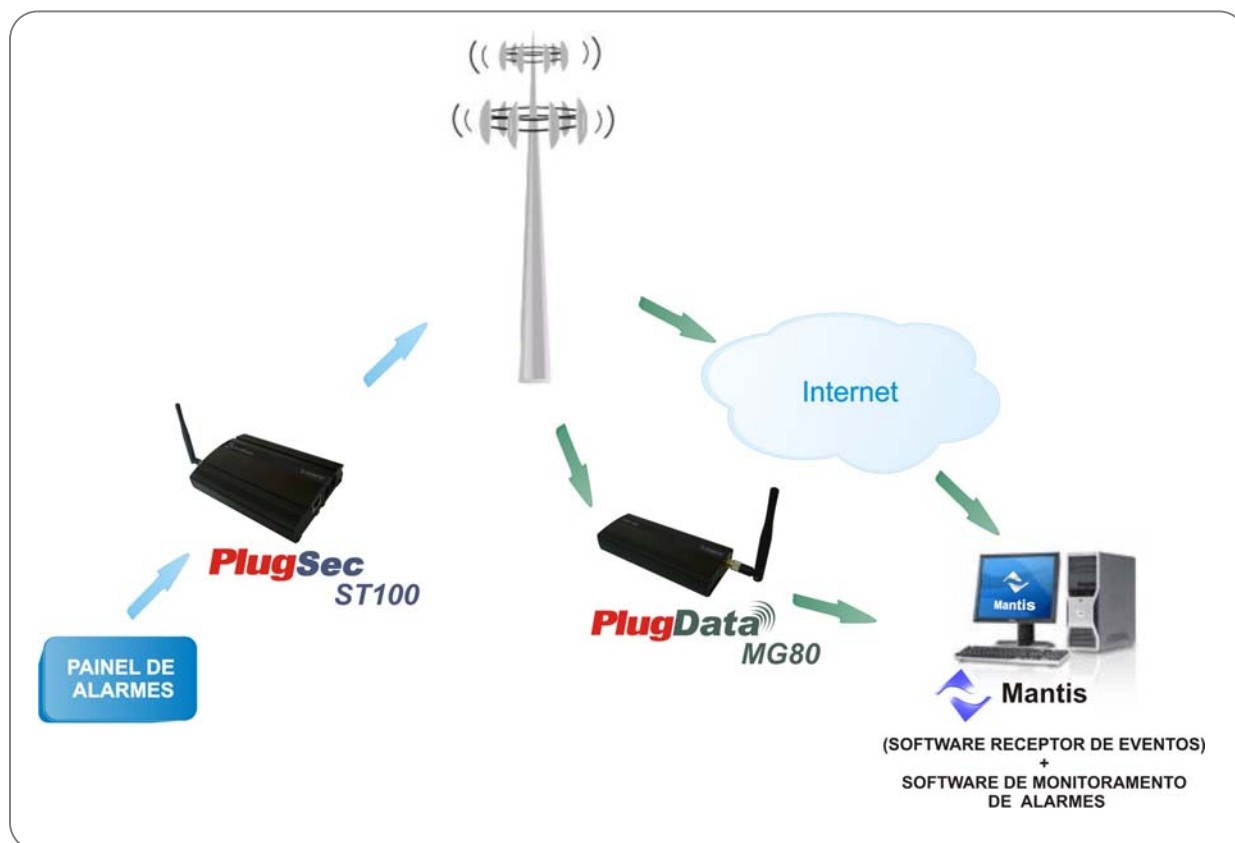 Internet
PlugSec
ST100
PlugData
MG80
PAINEL DE
ALARMES
Mantis
Mantis
(SOFTWARE RECEPTOR DE EVENTOS)
+
SOFTWARE DE MONITORAMENTO
DE ALARMES